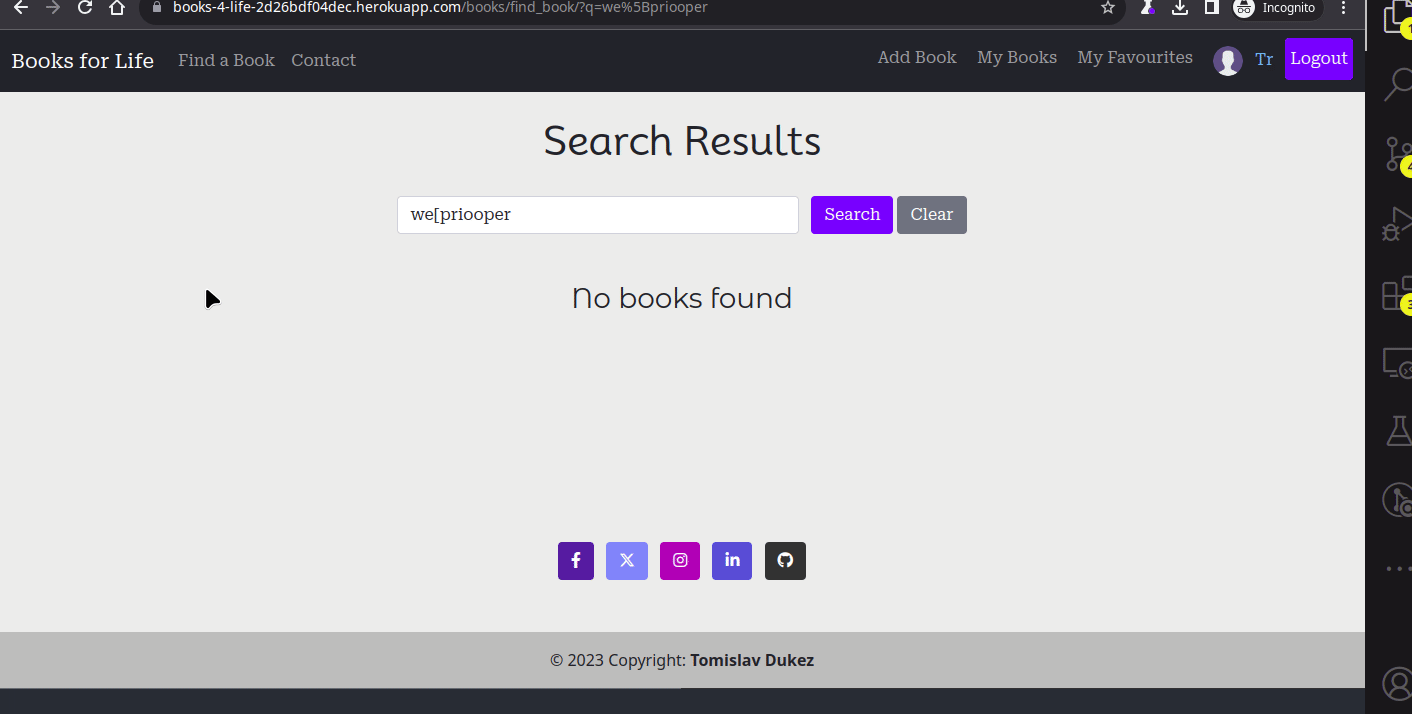 books-4-life-2d26bdf04dec.herokuapp.com/books/find_book/?q=we%5Bpriooper
Incognito
Books for Life Find a Book Contact Add Book My Books My Favourites Tr Logout
Search Results
we[priooper Search Clear
No books found
© 2023 Copyright: Tomislav Dukez